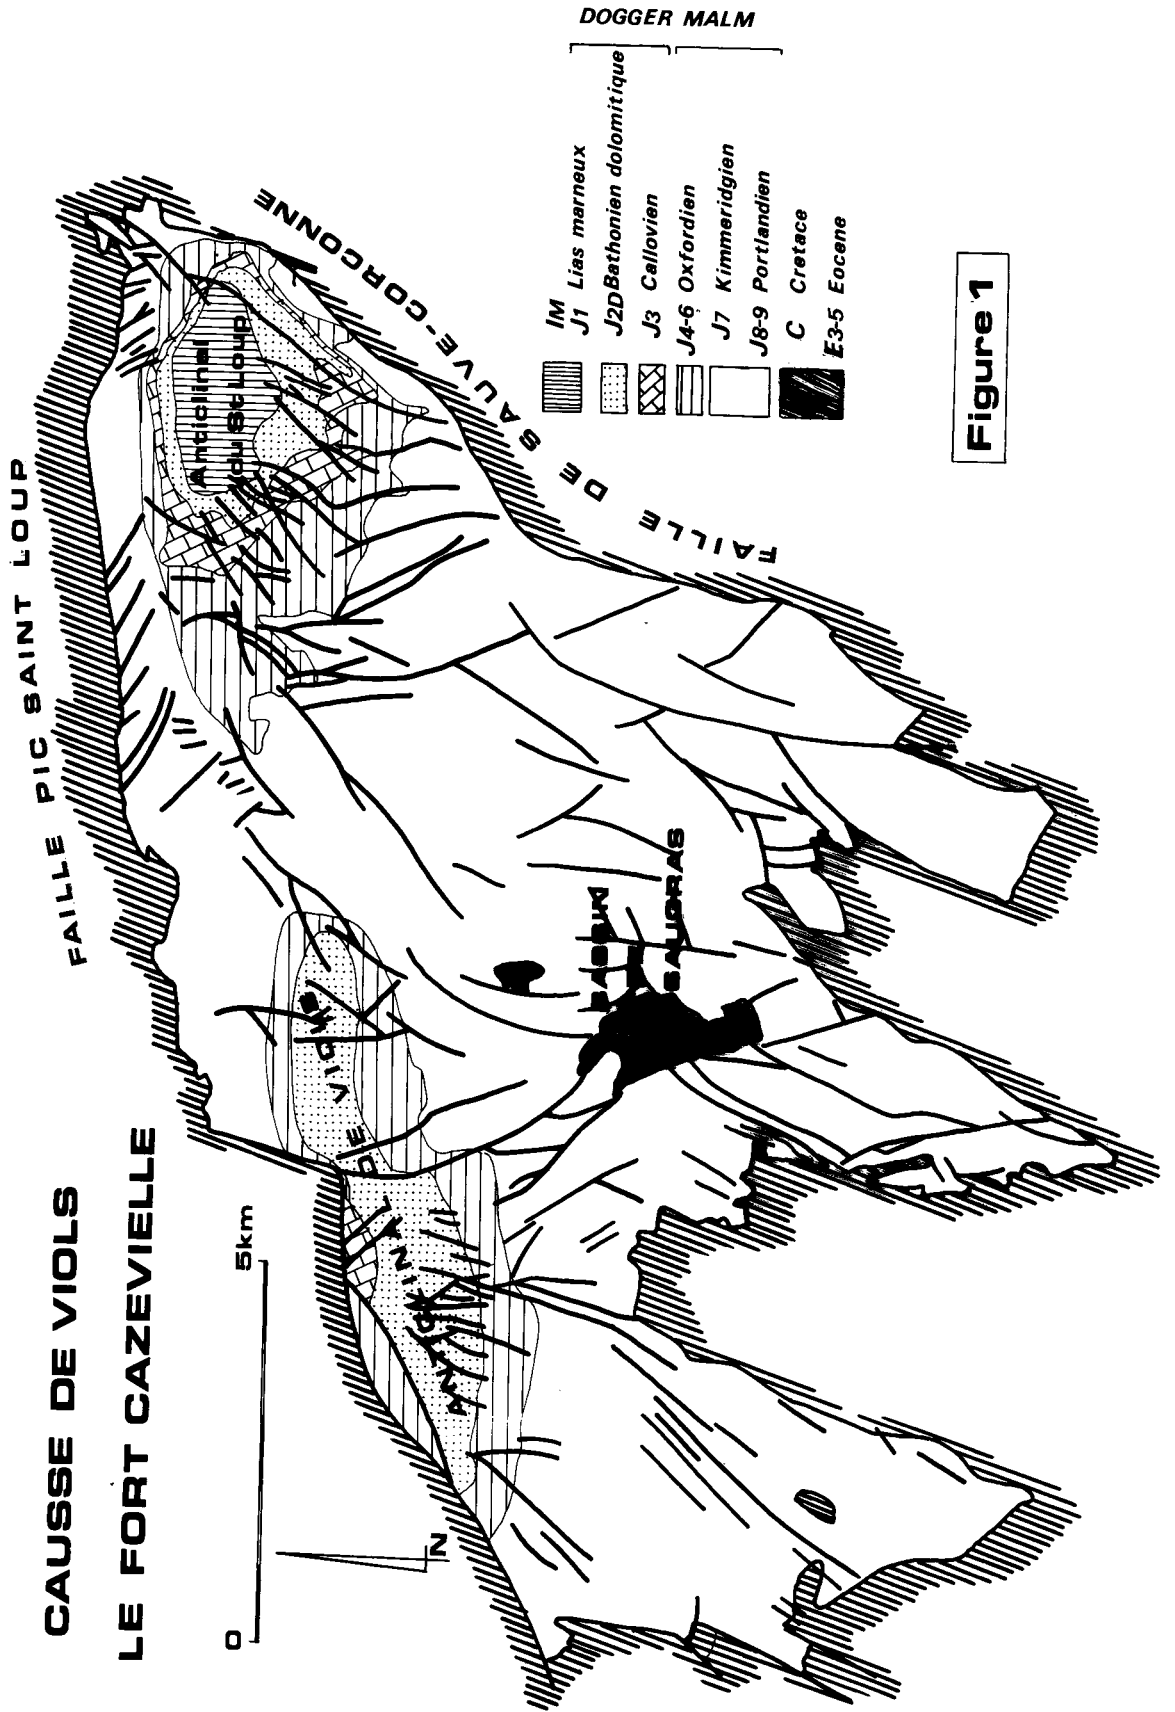 CAUSSE DE VIOLS
LE FORT CAZEVIELLE
0 5km
N
FAILLE PIC SAINT LOUP
Anticlinal
du St Loup
ANTICLINAL DE VIOLS
BASSIN
DE
SAUGRAS
FAILLE DE SAUVE-CORCONNE
DOGGER MALM
IM
J1 Lias marneux
J2D Bathonien dolomitique
J3 Callovien
J4-6 Oxfordien
J7 Kimmeridgien
J8-9 Portlandien
C Cretace
E3-5 Eocene
Figure 1